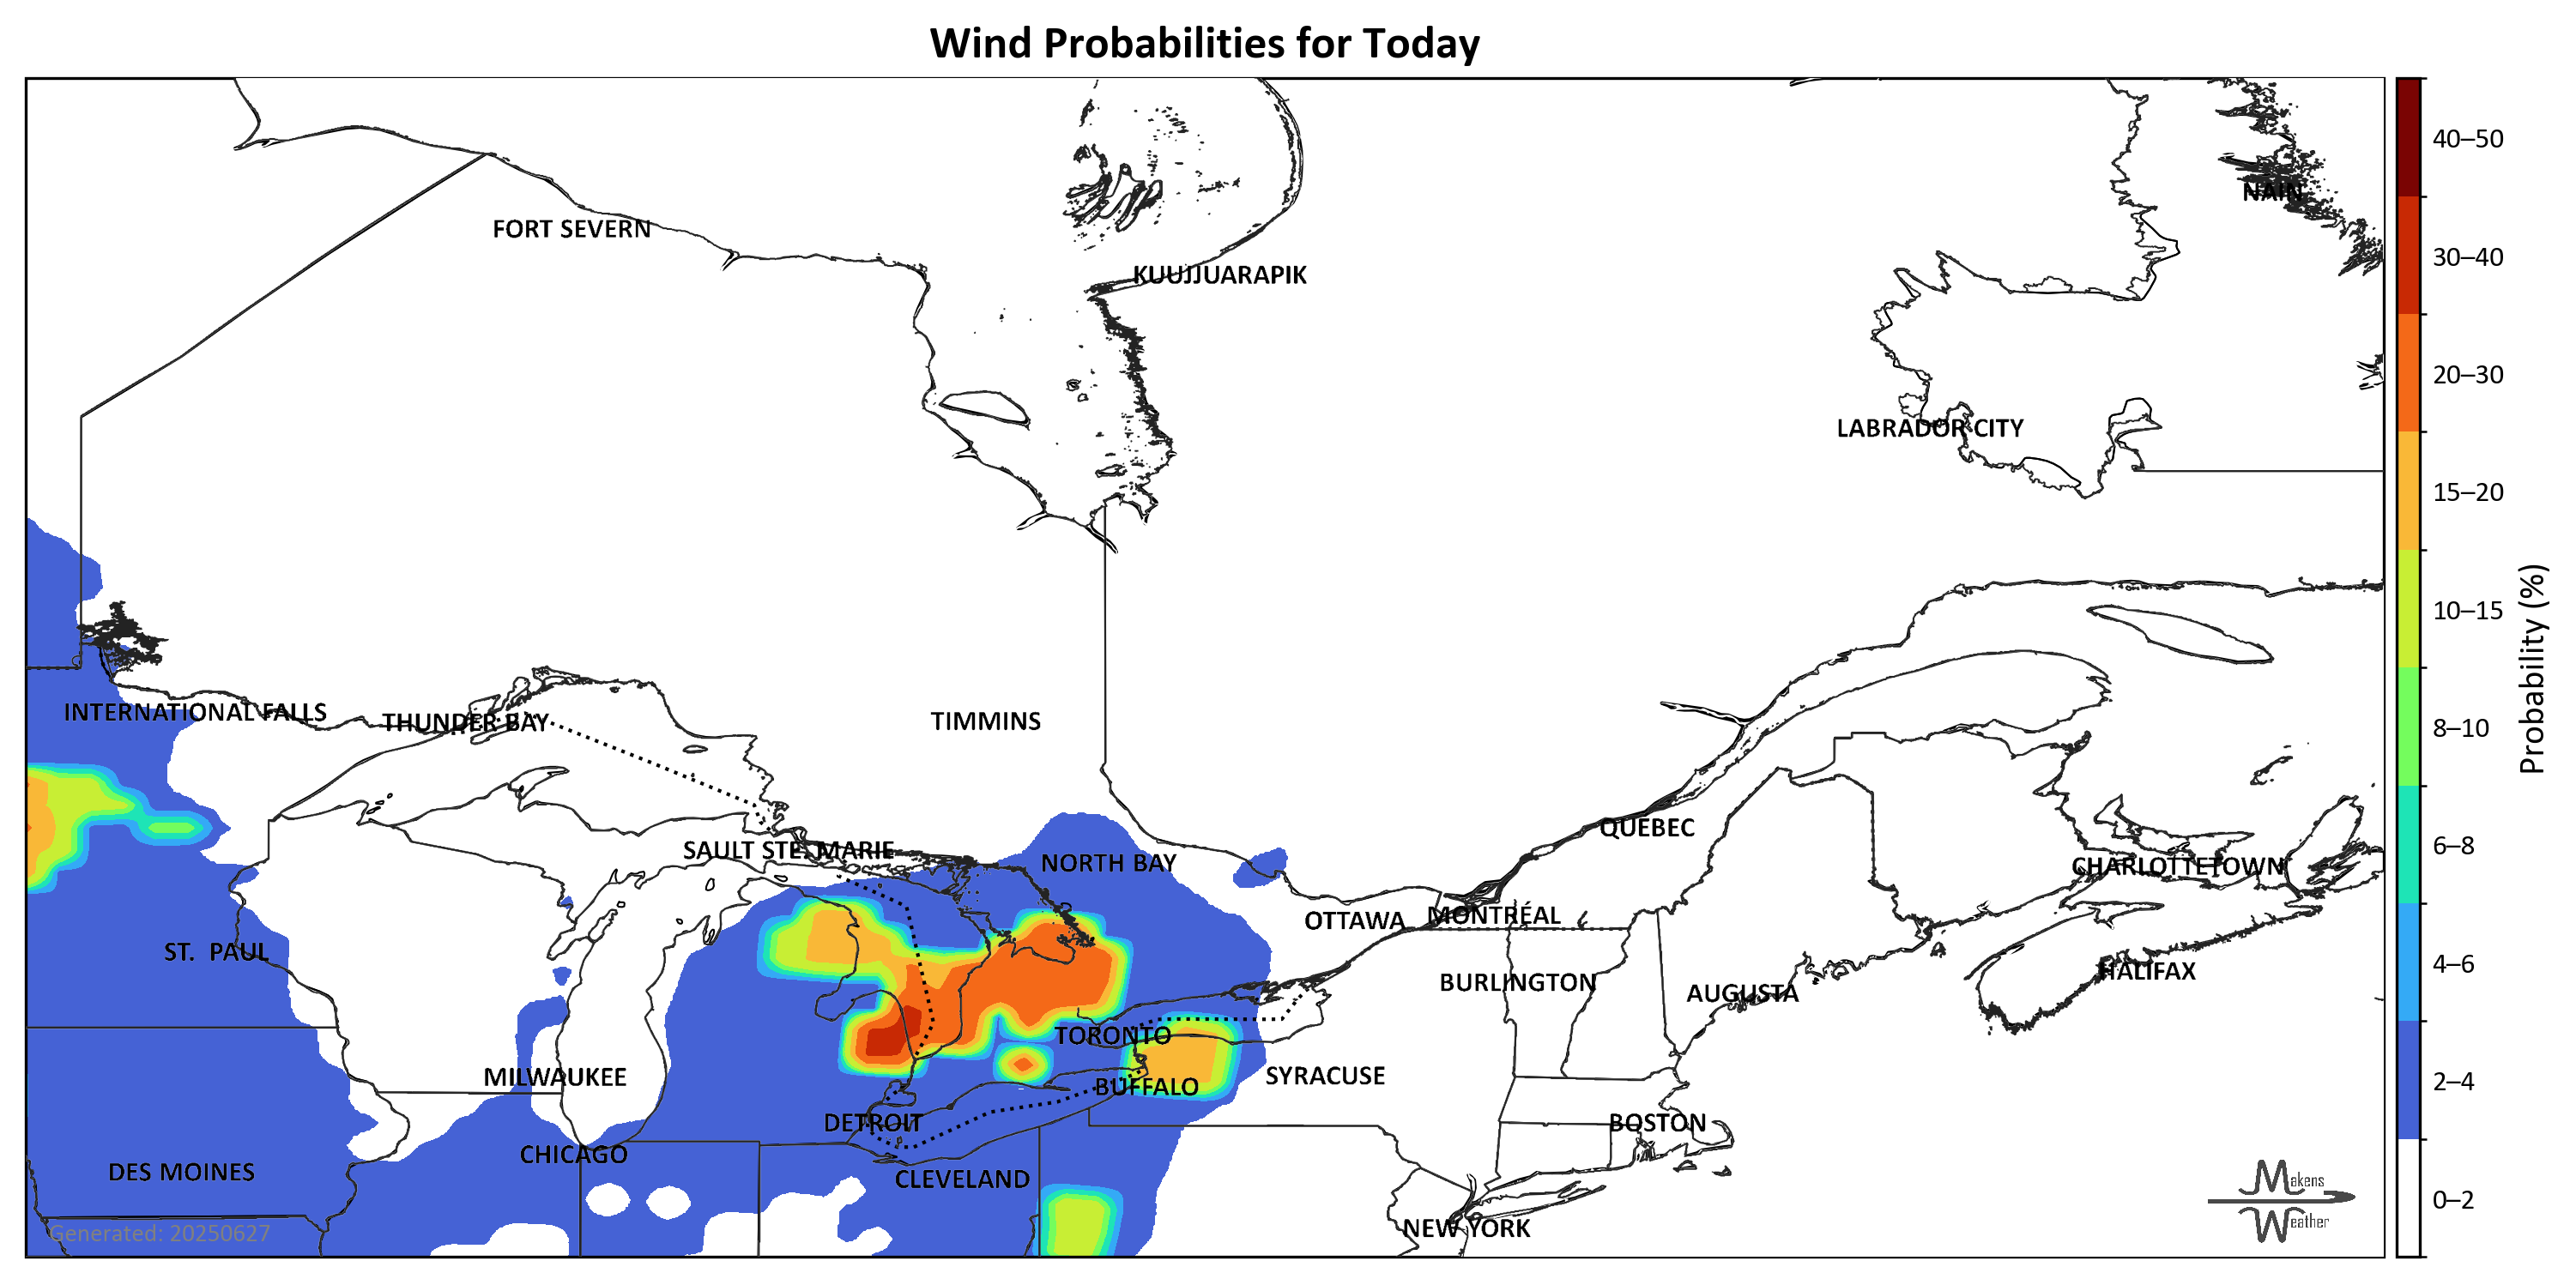 Wind Probabilities for Today
40–50
NAIN
FORT SEVERN
30–40
KUUJJUARAPIK
20–30
LABRADOR CITY
15–20
10–15
Probability (%)
INTERNATIONAL FALLS
THUNDER BAY
TIMMINS
8–10
QUÉBEC
SAULT STE. MARIE
NORTH BAY
6–8
CHARLOTTETOWN
OTTAWA
MONTRÉAL
ST. PAUL
4–6
HALIFAX
BURLINGTON
AUGUSTA
TORONTO
MILWAUKEE
BUFFALO
SYRACUSE
2–4
DETROIT
BOSTON
CHICAGO
DES MOINES
CLEVELAND
Makens
Weather
0–2
NEW YORK
Generated: 20250627